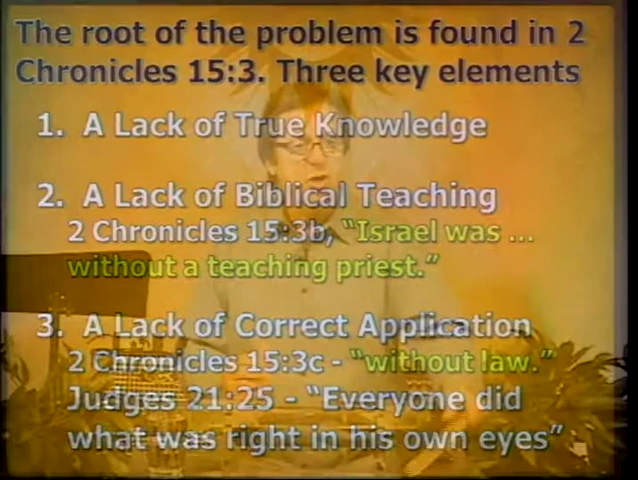 The root of the problem is found in 2
Chronicles 15:3. Three key elements
1. A Lack of True Knowledge
2. A Lack of Biblical Teaching
2 Chronicles 15:3b, “Israel was ...
without a teaching priest.”
3. A Lack of Correct Application
2 Chronicles 15:3c - “without law.”
Judges 21:25 - “Everyone did
what was right in his own eyes”